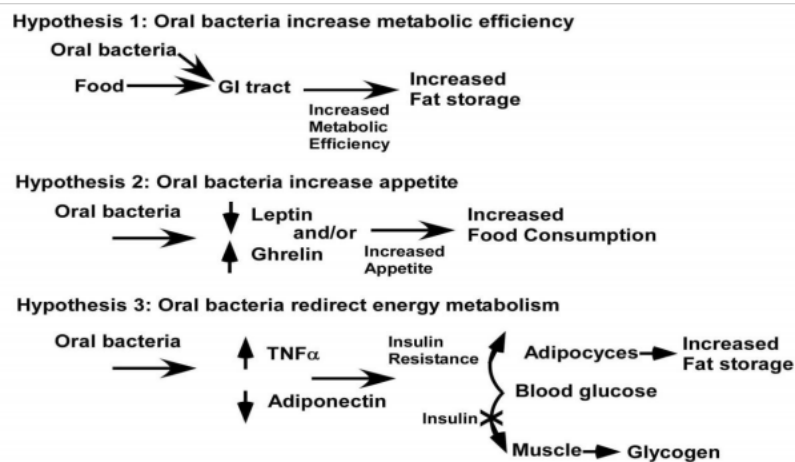 Hypothesis 1: Oral bacteria increase metabolic efficiency
Oral bacteria
Food
GI tract
Increased
Metabolic
Efficiency
Increased
Fat storage
Hypothesis 2: Oral bacteria increase appetite
Oral bacteria
Leptin
and/or
Ghrelin
Increased
Appetite
Increased
Food Consumption
Hypothesis 3: Oral bacteria redirect energy metabolism
Oral bacteria
TNFα
Adiponectin
Insulin
Resistance
Adipocyces
Increased
Fat storage
Blood glucose
Insulin
Muscle
Glycogen